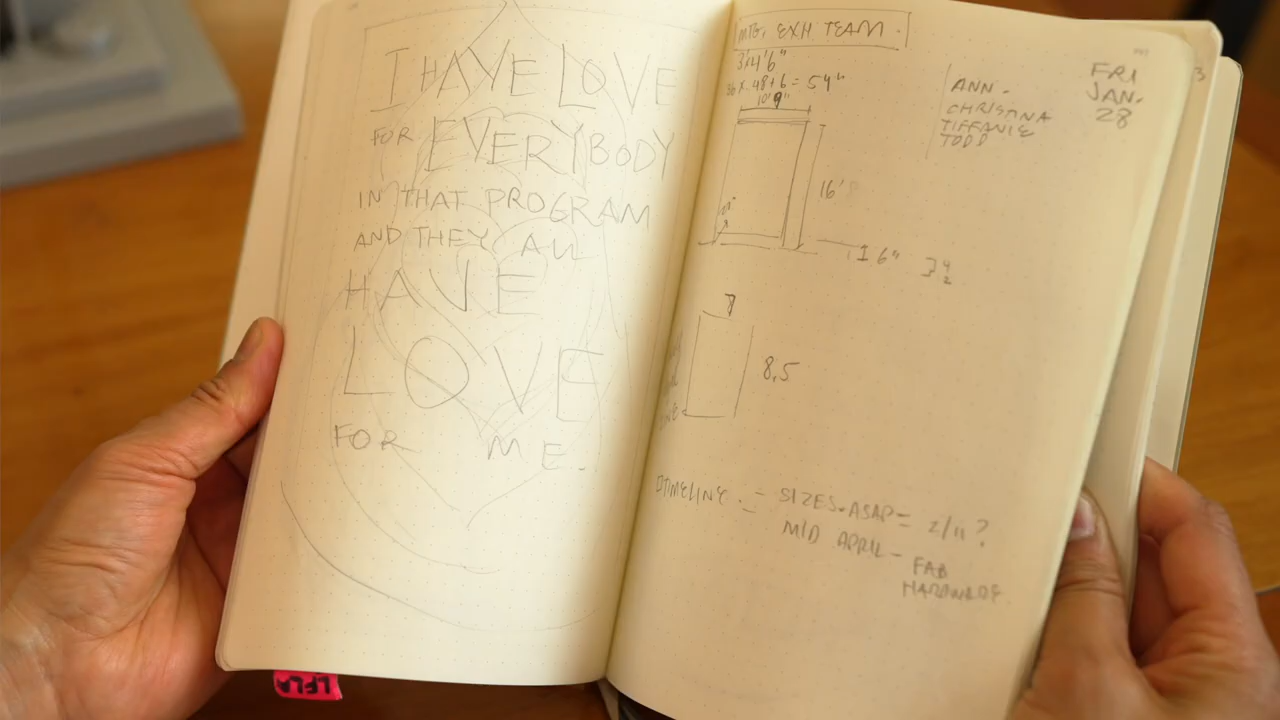 I HAVE LOVE
FOR EVERYBODY
IN THAT PROGRAM
AND THEY ALL
HAVE
LOVE
FOR ME.
LFLA
MTG. EXH TEAM.
3'x4'6"
36 x 48+6 = 54"
10' 9"
16'
6"
8.5
ANN-
CHRISTINA
TIFFANIE
TODD
FRI
JAN.
28
TIMELINE. - SIZES-ASAP= 2/11?
- MID APRIL - FAB
HARDWARE